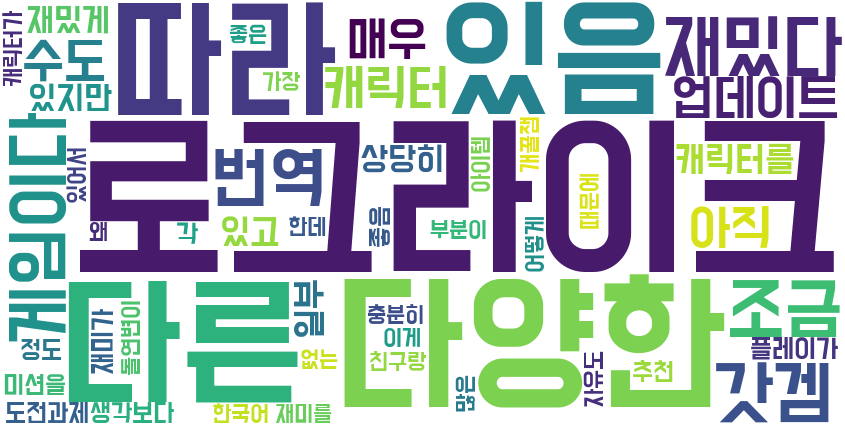 캐릭터가
재밌게
수도
있지만
따라
좋은
가장
매우
캐릭터
있음
재밌다
업데이트
게임이다
있어서
로그라이크
번역
상당히
아이템
개꿀잼
캐릭터를
때문에
아직
왜
각
있고
한데
좋음
부분이
어떻게
다른
다양한
조금
일부
재미가
돌연변이
정도
충분히
이게
친구랑
없는
많은
자유도
추천
플레이가
갓겜
미션을
도전과제
생각보다
한국어
재미를